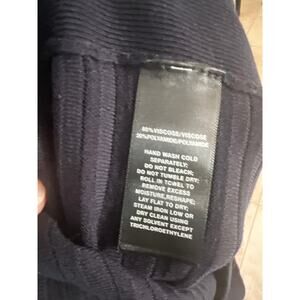 80%VISCOSE/VISCOSE
20%POLYAMIDE/POLYAMIDE
HAND WASH COLD
SEPARATELY;
DO NOT BLEACH;
DO NOT TUMBLE DRY;
ROLL IN TOWEL TO
REMOVE EXCESS
MOISTURE,RESHAPE;
LAY FLAT TO DRY;
STEAM IRON LOW OR
DRY CLEAN USING
ANY SOLVENT EXCEPT
TRICHLOROETHYLENE